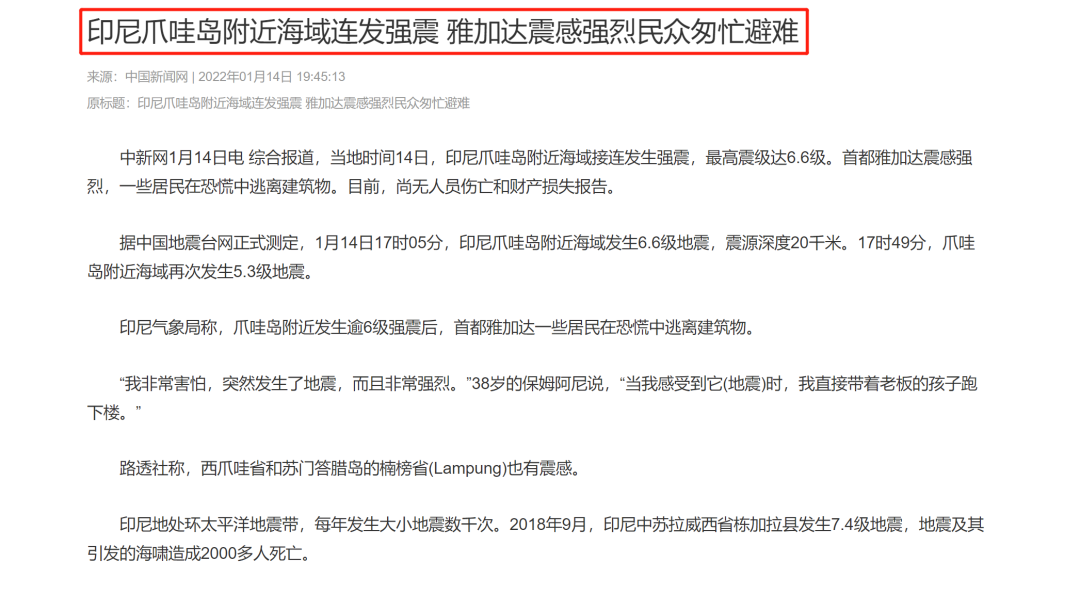 印尼爪哇岛附近海域连发强震 雅加达震感强烈民众匆忙避难
来源：中国新闻网 | 2022年01月14日 19:45:13
原标题：印尼爪哇岛附近海域连发强震 雅加达震感强烈民众匆忙避难
中新网1月14日电 综合报道，当地时间14日，印尼爪哇岛附近海域接连发生强震，最高震级达6.6级。首都雅加达震感强
烈，一些居民在恐慌中逃离建筑物。目前，尚无人员伤亡和财产损失报告。
据中国地震台网正式测定，1月14日17时05分，印尼爪哇岛附近海域发生6.6级地震，震源深度20千米。17时49分，爪哇
岛附近海域再次发生5.3级地震。
印尼气象局称，爪哇岛附近发生逾6级强震后，首都雅加达一些居民在恐慌中逃离建筑物。
“我非常害怕，突然发生了地震，而且非常强烈。”38岁的保姆阿尼说，“当我感受到它(地震)时，我直接带着老板的孩子跑
下楼。”
路透社称，西爪哇省和苏门答腊岛的楠榜省(Lampung)也有震感。
印尼地处环太平洋地震带，每年发生大小地震数千次。2018年9月，印尼中苏拉威西省栋加拉县发生7.4级地震，地震及其
引发的海啸造成2000多人死亡。